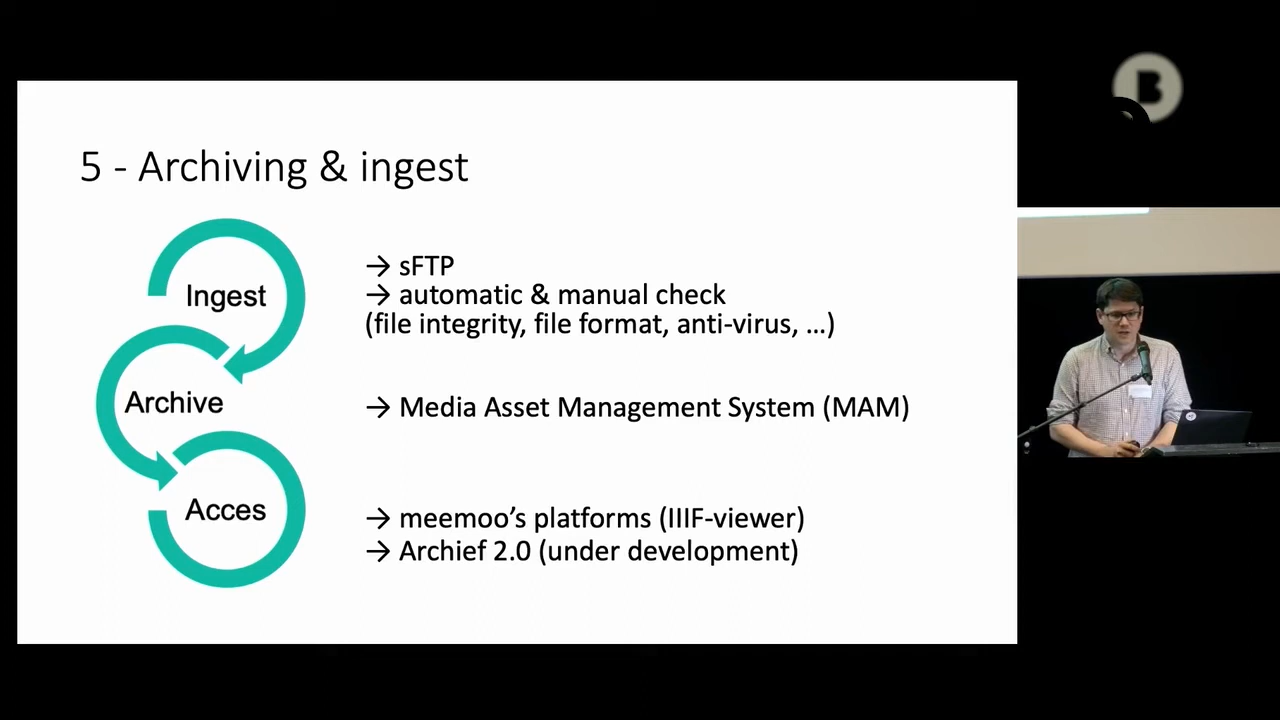 B
5 - Archiving & ingest
Ingest
→ sFTP
→ automatic & manual check
(file integrity, file format, anti-virus, ...)
Archive
→ Media Asset Management System (MAM)
Acces
→ meemoo's platforms (IIIF-viewer)
→ Archief 2.0 (under development)